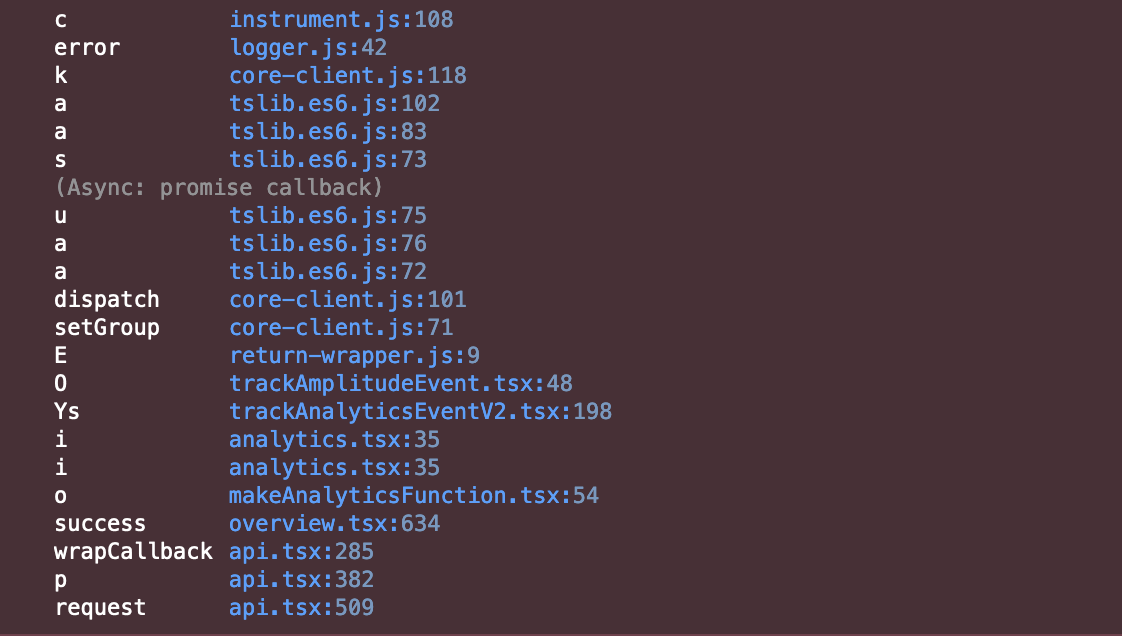 c instrument.js:108
error logger.js:42
k core-client.js:118
a tslib.es6.js:102
a tslib.es6.js:83
s tslib.es6.js:73
(Async: promise callback)
u tslib.es6.js:75
a tslib.es6.js:76
a tslib.es6.js:72
dispatch core-client.js:101
setGroup core-client.js:71
E return-wrapper.js:9
O trackAmplitudeEvent.tsx:48
Ys trackAnalyticsEventV2.tsx:198
i analytics.tsx:35
i analytics.tsx:35
o makeAnalyticsFunction.tsx:54
success overview.tsx:634
wrapCallback api.tsx:285
p api.tsx:382
request api.tsx:509